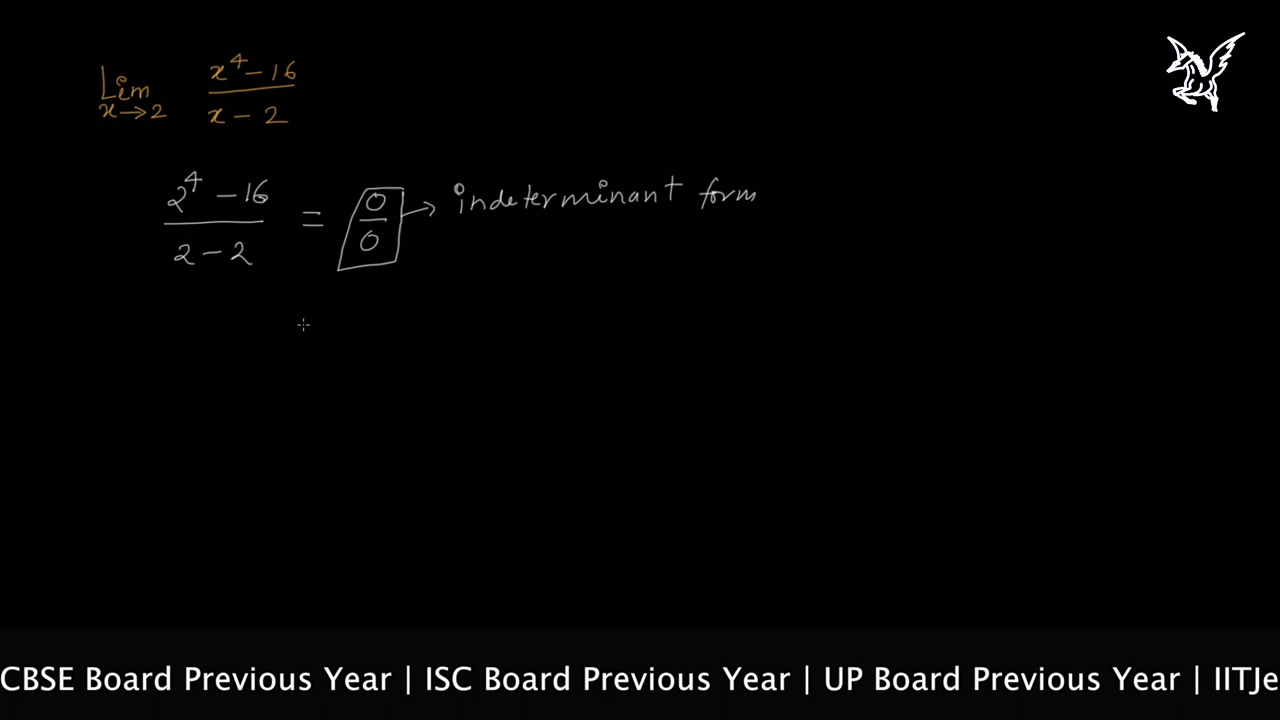 Lim x→2 x⁴-16 / x-2
2⁴-16 / 2-2 = 0/0 → indeterminant form
CBSE Board Previous Year | ISC Board Previous Year | UP Board Previous Year | IITJe